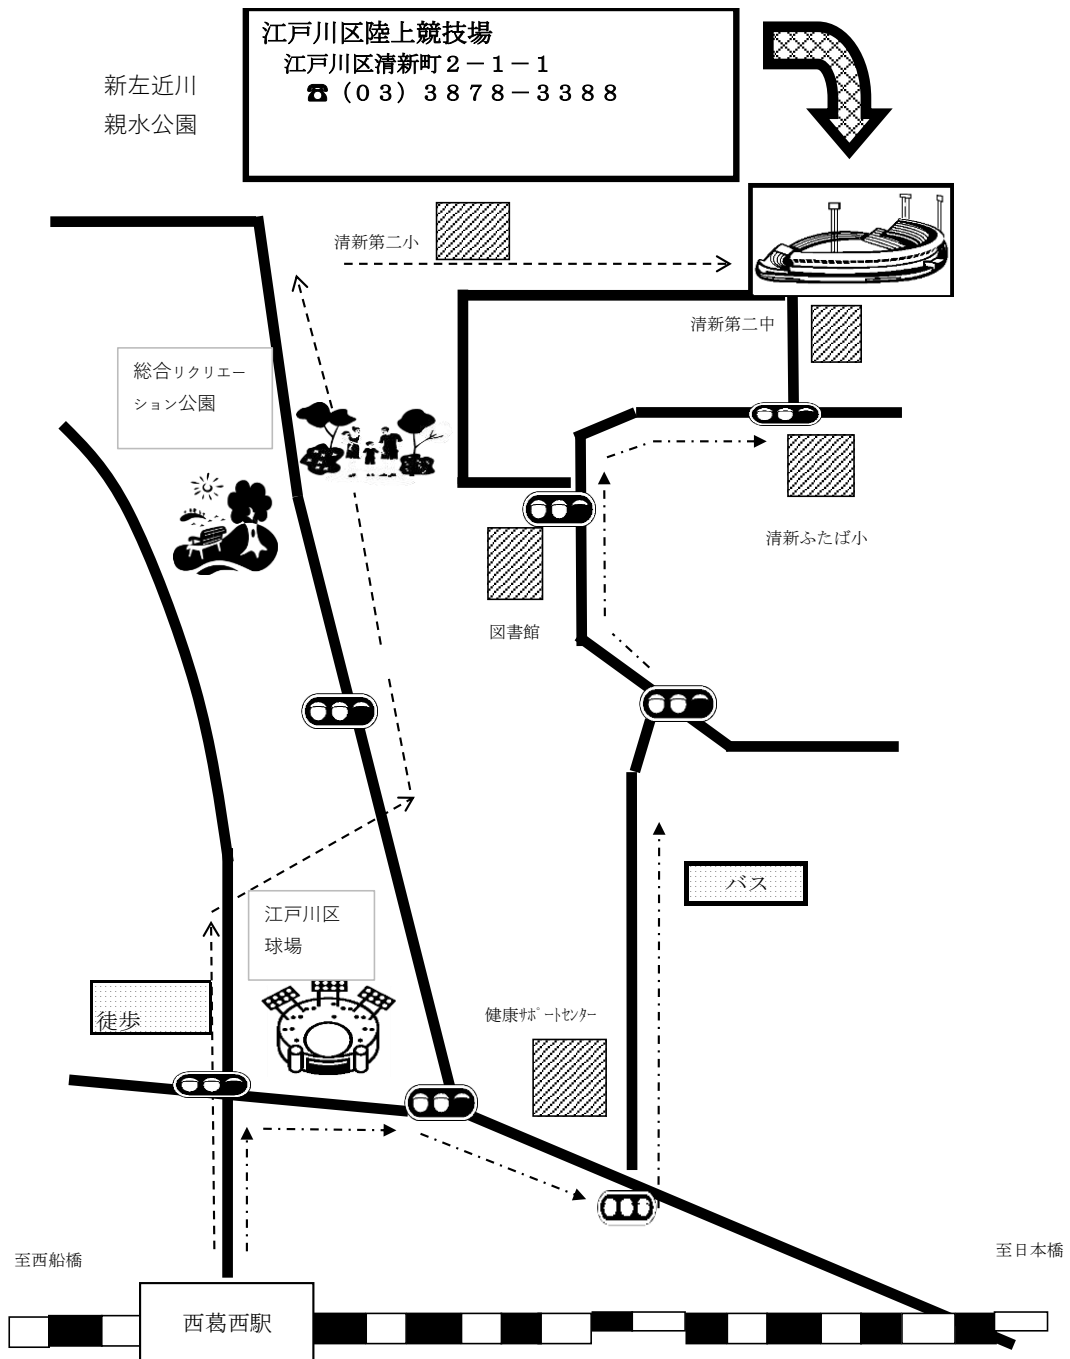 江戸川区陸上競技場
江戸川区清新町２－１－１
☎（０３）３８７８－３３８８
新左近川
親水公園
清新第二小
清新第二中
総合リクリエー
ション公園
清新ふたば小
図書館
バス
江戸川区
球場
徒歩
健康ｻﾎﾟｰﾄｾﾝﾀｰ
至西船橋
至日本橋
西葛西駅